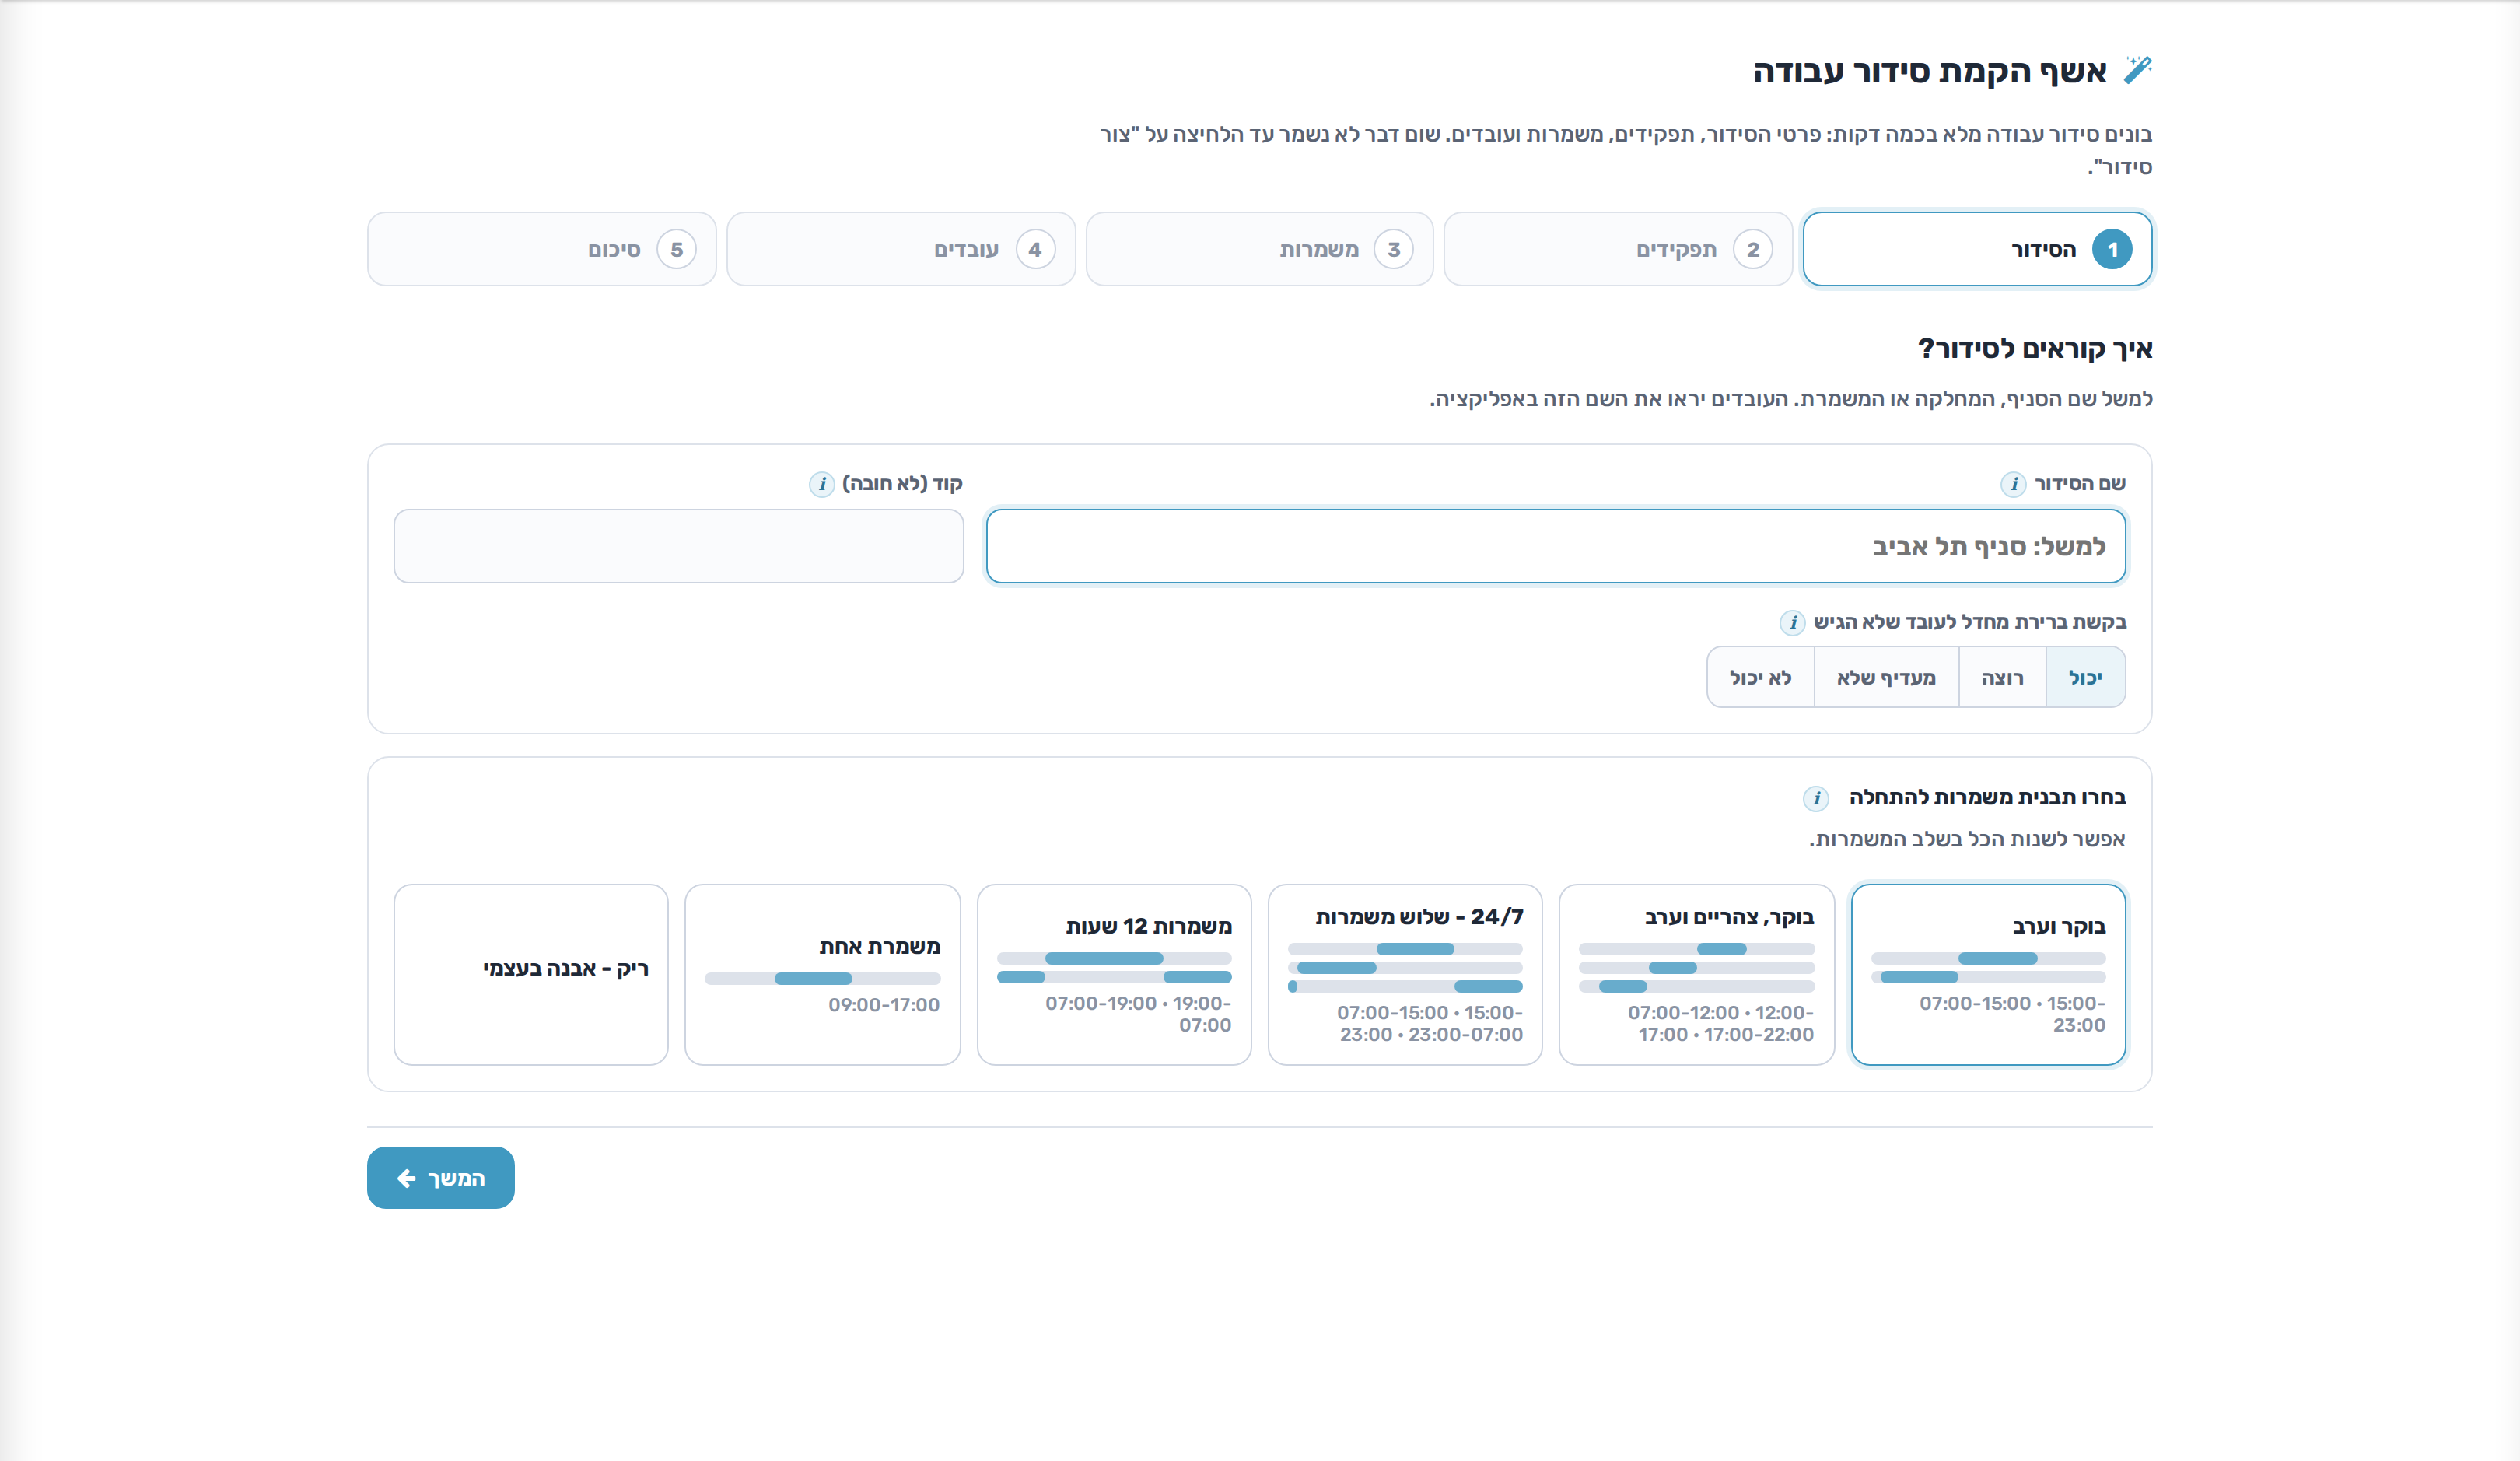 אשף הקמת סידור עבודה
בונים סידור עבודה מלא בכמה דקות: פרטי הסידור, תפקידים, משמרות ועובדים. שום דבר לא נשמר עד הלחיצה על "צור
סידור".
1 הסידור
2 תפקידים
3 משמרות
4 עובדים
5 סיכום
איך קוראים לסידור?
למשל שם הסניף, המחלקה או המשמרת. העובדים יראו את השם הזה באפליקציה.
שם הסידור i
קוד (לא חובה) i
למשל: סניף תל אביב
בקשת ברירת מחדל לעובד שלא הגיש i
יכול
רוצה
מעדיף שלא
לא יכול
בחרו תבנית משמרות להתחלה i
אפשר לשנות הכל בשלב המשמרות.
בוקר וערב
07:00-15:00 • 15:00-
23:00
בוקר, צהריים וערב
07:00-12:00 • 12:00-
17:00 • 17:00-22:00
24/7 - שלוש משמרות
07:00-15:00 • 15:00-
23:00 • 23:00-07:00
משמרות 12 שעות
07:00-19:00 • 19:00-
07:00
משמרת אחת
09:00-17:00
ריק - אבנה בעצמי
המשך